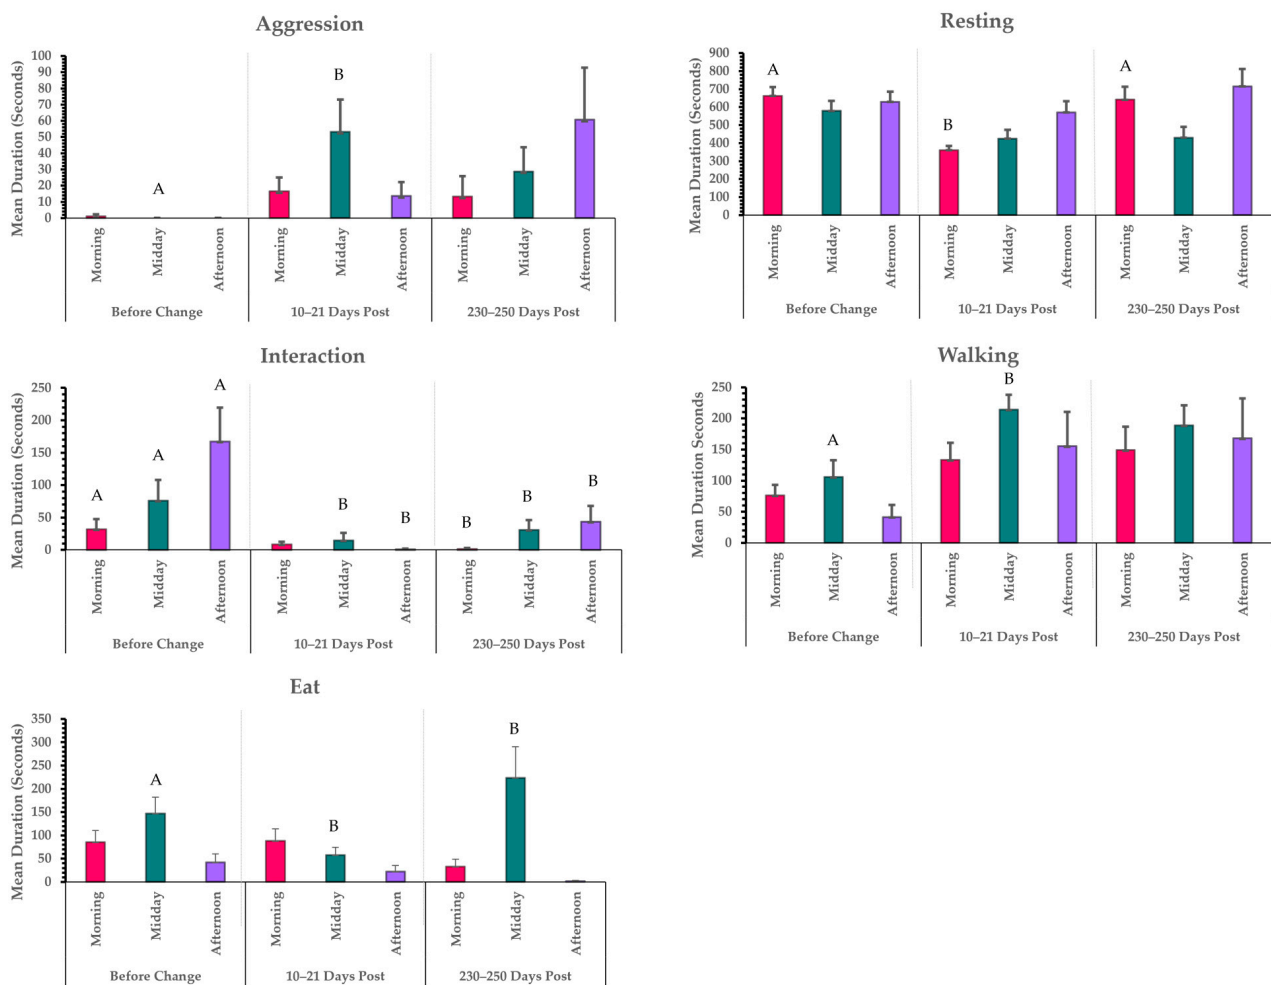 Aggression
Mean Duration (Seconds)
100
90
80
70
60
50
40
30
20
10
0
A
B
Morning
Midday
Afternoon
Morning
Midday
Afternoon
Morning
Midday
Afternoon
Before Change
10–21 Days Post
230–250 Days Post
Resting
Mean Duration (Seconds)
900
800
700
600
500
400
300
200
100
0
A
B
A
Morning
Midday
Afternoon
Morning
Midday
Afternoon
Morning
Midday
Afternoon
Before Change
10–21 Days Post
230–250 Days Post
Interaction
Mean Duration (Seconds)
250
200
150
100
50
0
A
A
A
B
B
B
B
B
Morning
Midday
Afternoon
Morning
Midday
Afternoon
Morning
Midday
Afternoon
Before Change
10–21 Days Post
230–250 Days Post
Walking
Mean Duration Seconds
250
200
150
100
50
0
A
B
Morning
Midday
Afternoon
Morning
Midday
Afternoon
Morning
Midday
Afternoon
Before Change
10–21 Days Post
230–250 Days Post
Eat
Mean Duration (Seconds)
350
300
250
200
150
100
50
0
A
B
B
Morning
Midday
Afternoon
Morning
Midday
Afternoon
Morning
Midday
Afternoon
Before Change
10–21 Days Post
230–250 Days Post